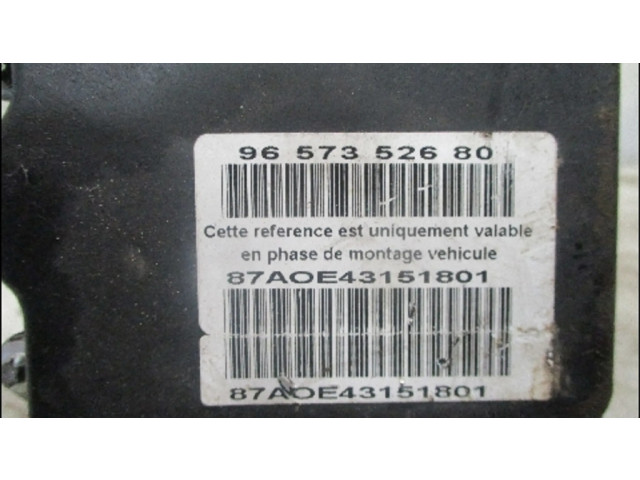 96 573 526 80
Cette reference est uniquement valable
en phase de montage vehicule
87AOE43151801
87AOE43151801